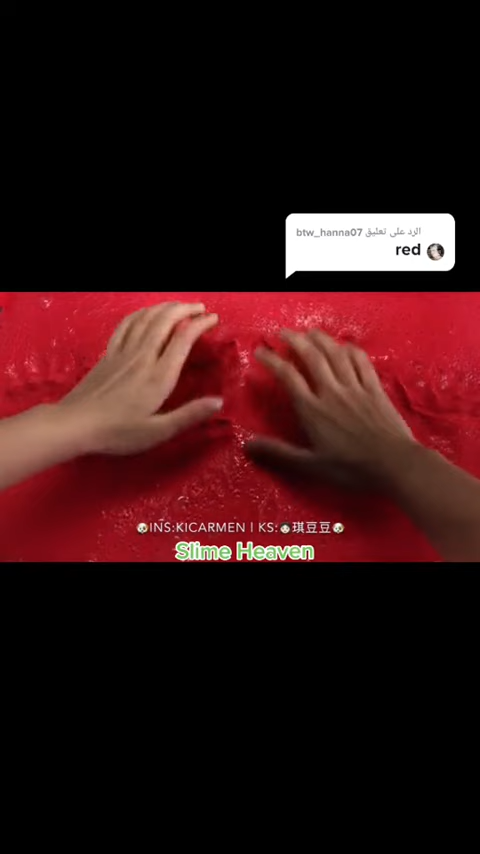 الرد على تعليق btw_hanna07
red
🐶INS:KICARMEN | KS:👩🏻琪豆豆🐶
Slime Heaven